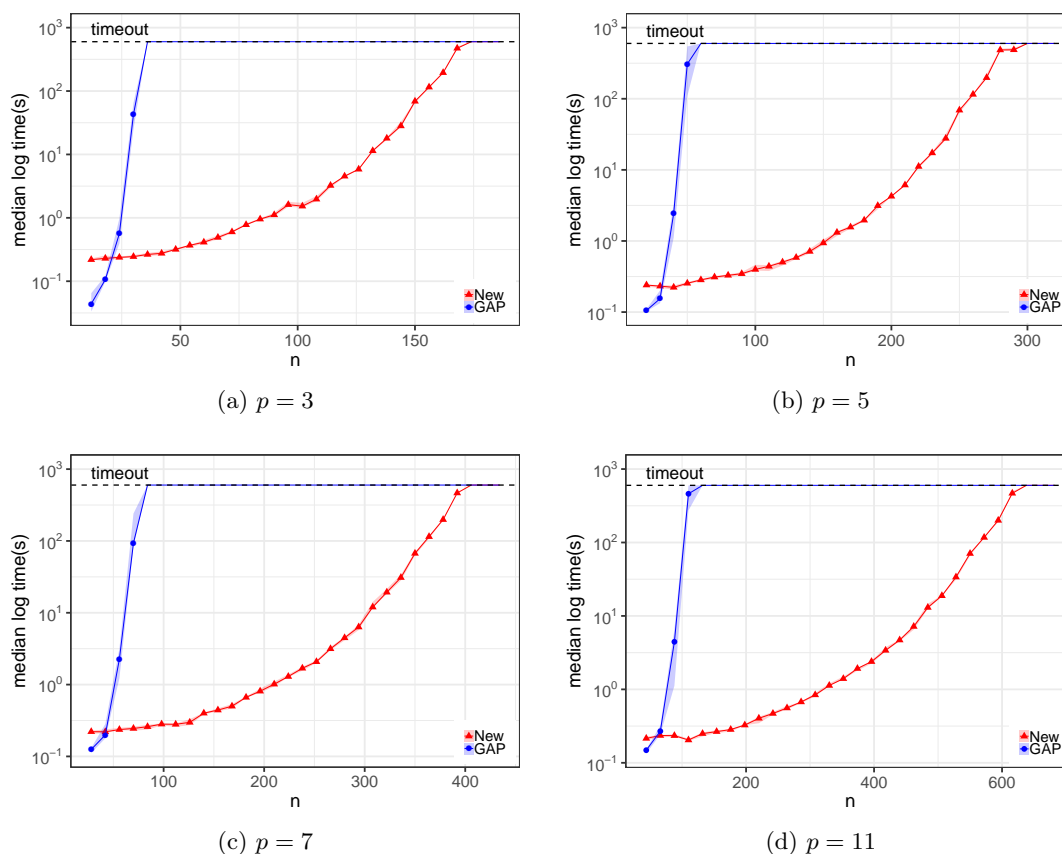 timeout
10³
10²
10¹
10⁰
10⁻¹
median log time(s)
New
GAP
50
100
150
n
(a) p = 3
timeout
10³
10²
10¹
10⁰
10⁻¹
median log time(s)
New
GAP
100
200
300
n
(b) p = 5
timeout
10³
10²
10¹
10⁰
10⁻¹
median log time(s)
New
GAP
100
200
300
400
n
(c) p = 7
timeout
10³
10²
10¹
10⁰
10⁻¹
median log time(s)
New
GAP
200
400
600
n
(d) p = 11